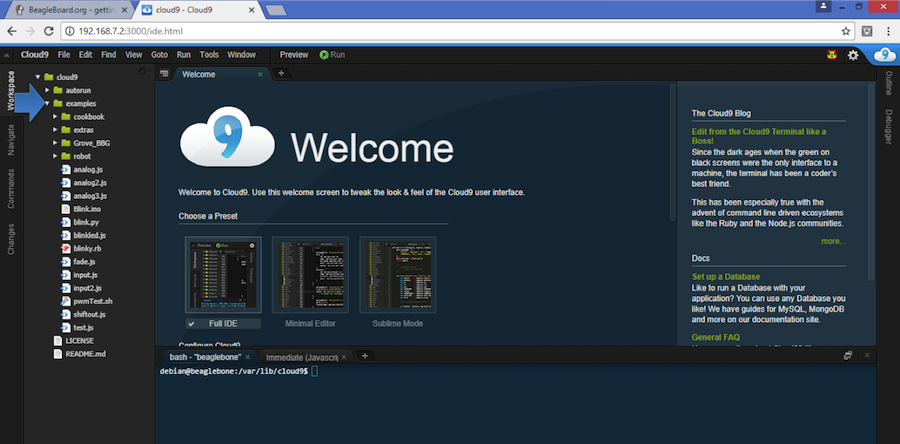 BeagleBoard.org - gettin
cloud9 - Cloud9
192.168.7.2:3000/ide.html
Cloud9 File Edit Find View Goto Run Tools Window Preview Run
Workspace
Navigate
Commands
Changes
cloud9
autorun
examples
cookbook
extras
Grove_BBG
robot
analog.js
analog2.js
analog3.js
Blink.ino
blink.py
blinkled.js
blinky.rb
fade.js
input.js
input2.js
pwmTest.sh
shiftout.js
test.js
LICENSE
README.md
Welcome
9
Welcome
Welcome to Cloud9. Use this welcome screen to tweak the look & feel of the Cloud9 user interface.
Choose a Preset
Full IDE
Minimal Editor
Sublime Mode
Configure Cloud9
The Cloud9 Blog
Edit from the Cloud9 Terminal like a
Boss!
Since the dark ages when the green on
black screens were the only interface to a
machine, the terminal has been a coder's
best friend.
This has been especially true with the
advent of command line driven ecosystems
like the Ruby and the Node.js communities.
more...
Docs
Set up a Database
Like to run a Database with your
application? You can use any Database you
like! We have guides for MySQL, MongoDB
and more on our documentation site.
General FAQ
Outline
Debugger
bash - "beaglebone"
Immediate (Javascrip
debian@beaglebone:/var/lib/cloud9$